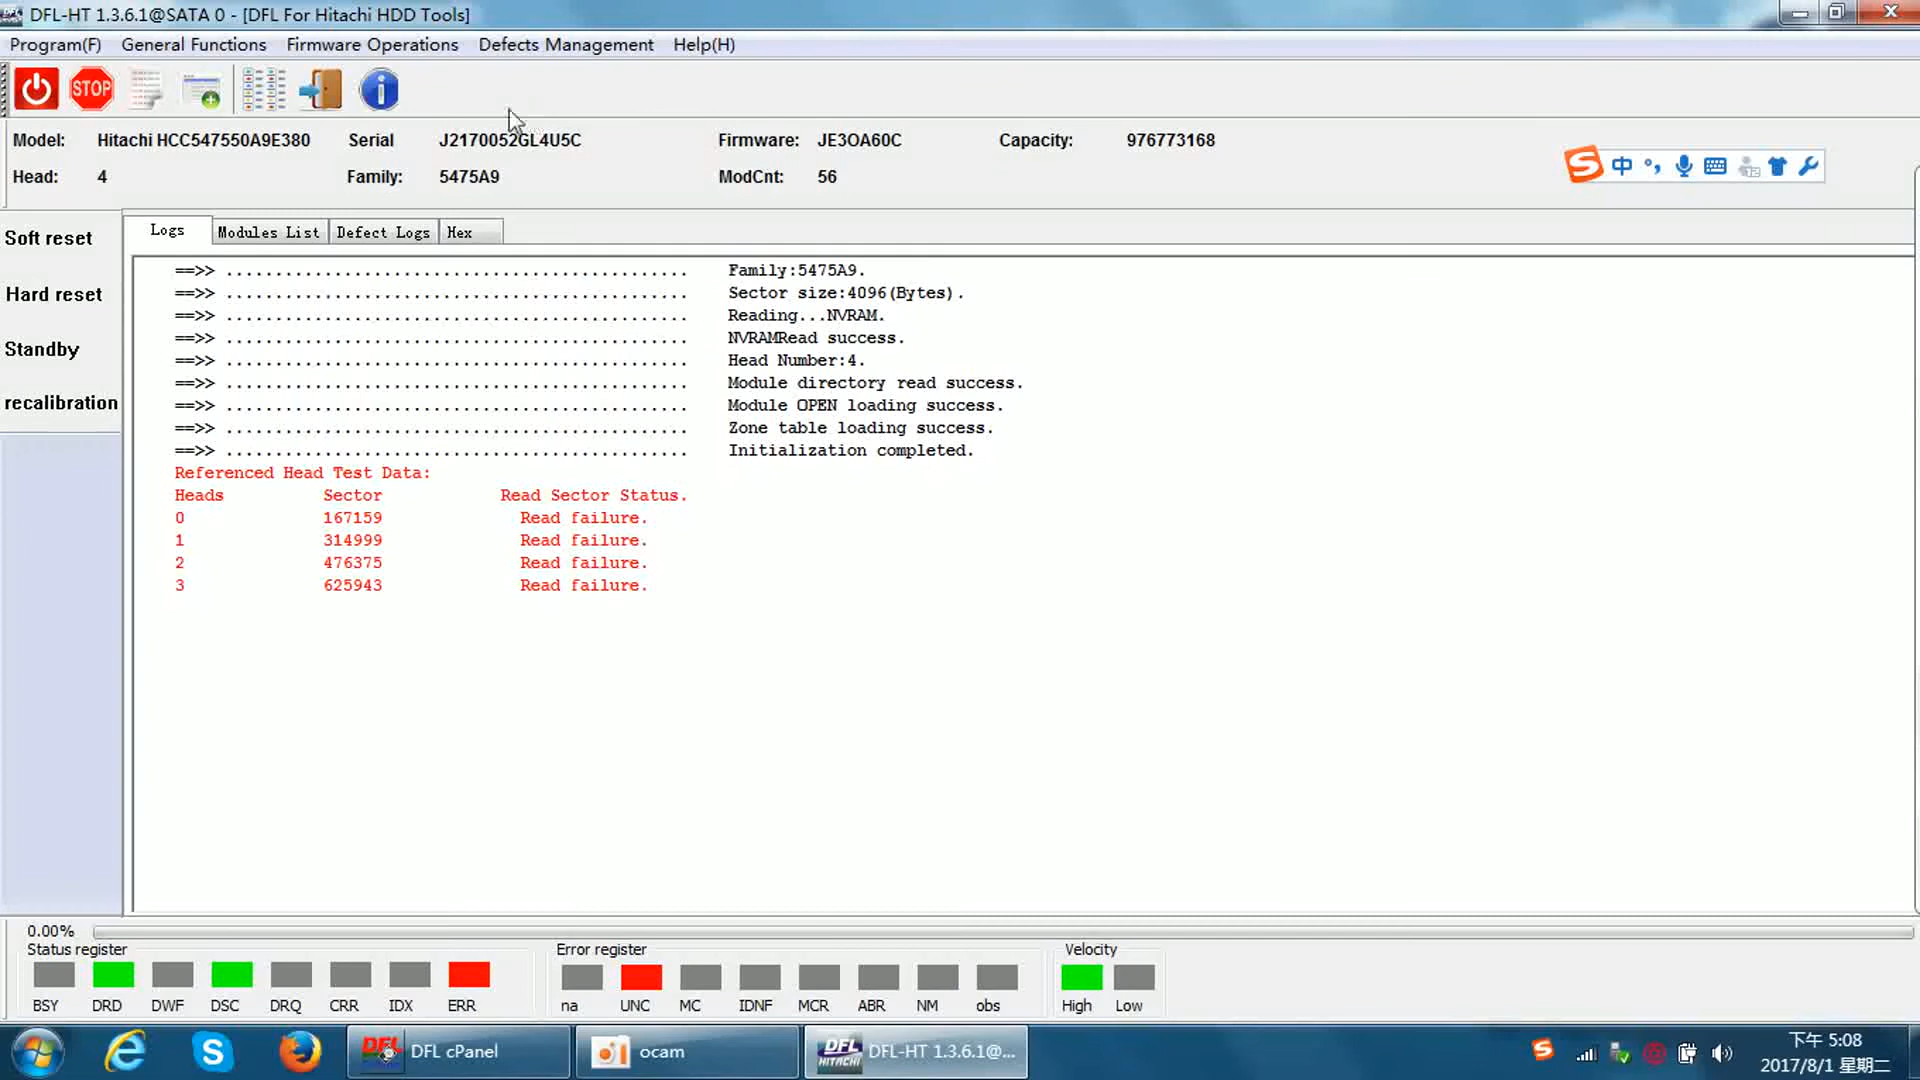 DFL-HT 1.3.6.1@SATA 0 - [DFL For Hitachi HDD Tools]
Program(F) General Functions Firmware Operations Defects Management Help(H)
STOP
Model: Hitachi HCC547550A9E380 Serial J2170052GL4U5C Firmware: JE3OA60C Capacity: 976773168
S 中
Head: 4 Family: 5475A9 ModCnt: 56
Soft reset
Hard reset
Standby
recalibration
Logs Modules List Defect Logs Hex
==>> ............................................... Family:5475A9.
==>> ............................................... Sector size:4096(Bytes).
==>> ............................................... Reading...NVRAM.
==>> ............................................... NVRAMRead success.
==>> ............................................... Head Number:4.
==>> ............................................... Module directory read success.
==>> ............................................... Module OPEN loading success.
==>> ............................................... Zone table loading success.
==>> ............................................... Initialization completed.
Referenced Head Test Data:
Heads Sector Read Sector Status.
0 167159 Read failure.
1 314999 Read failure.
2 476375 Read failure.
3 625943 Read failure.
0.00%
Status register Error register Velocity
BSY DRD DWF DSC DRQ CRR IDX ERR na UNC MC IDNF MCR ABR NM obs High Low
DFL DFL cPanel ocam DFL HITACHI DFL-HT 1.3.6.1@...
下午 5:08
2017/8/1 星期二